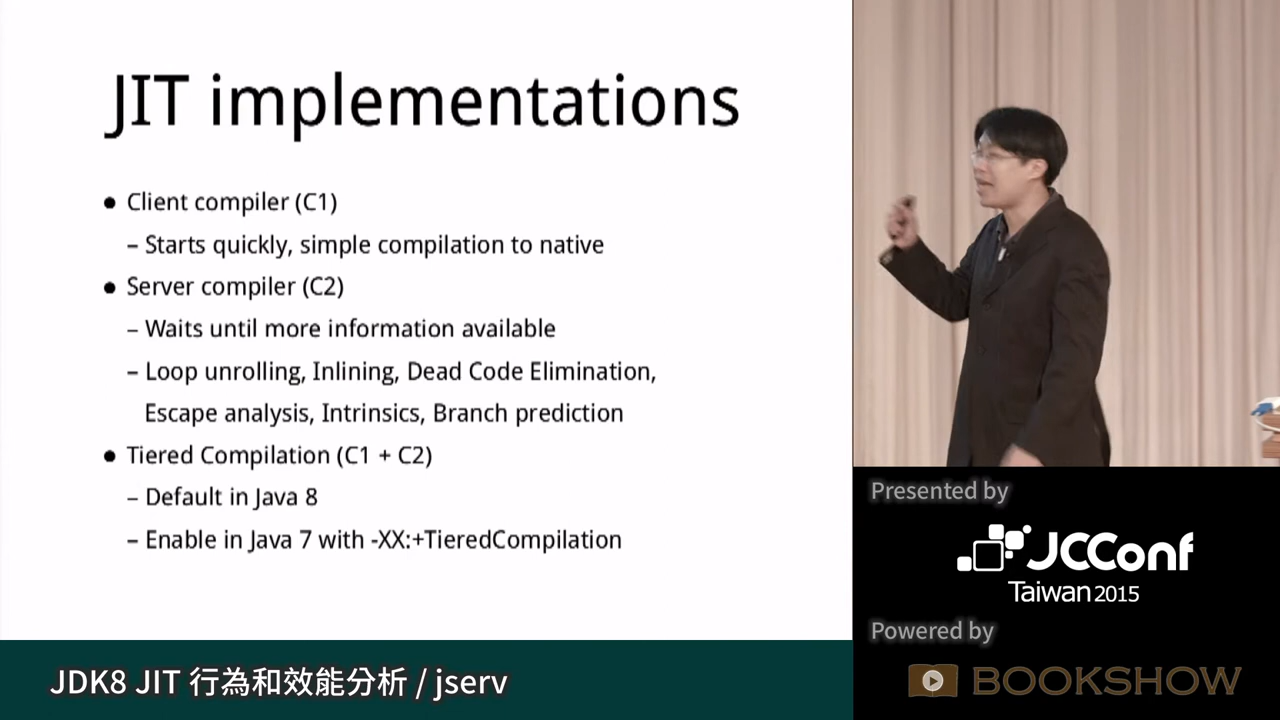 JIT implementations
● Client compiler (C1)
– Starts quickly, simple compilation to native
● Server compiler (C2)
– Waits until more information available
– Loop unrolling, Inlining, Dead Code Elimination,
Escape analysis, Intrinsics, Branch prediction
● Tiered Compilation (C1 + C2)
– Default in Java 8
– Enable in Java 7 with -XX:+TieredCompilation
JDK8 JIT 行為和效能分析 / jserv
Presented by
JCConf
Taiwan 2015
Powered by
BOOKSHOW